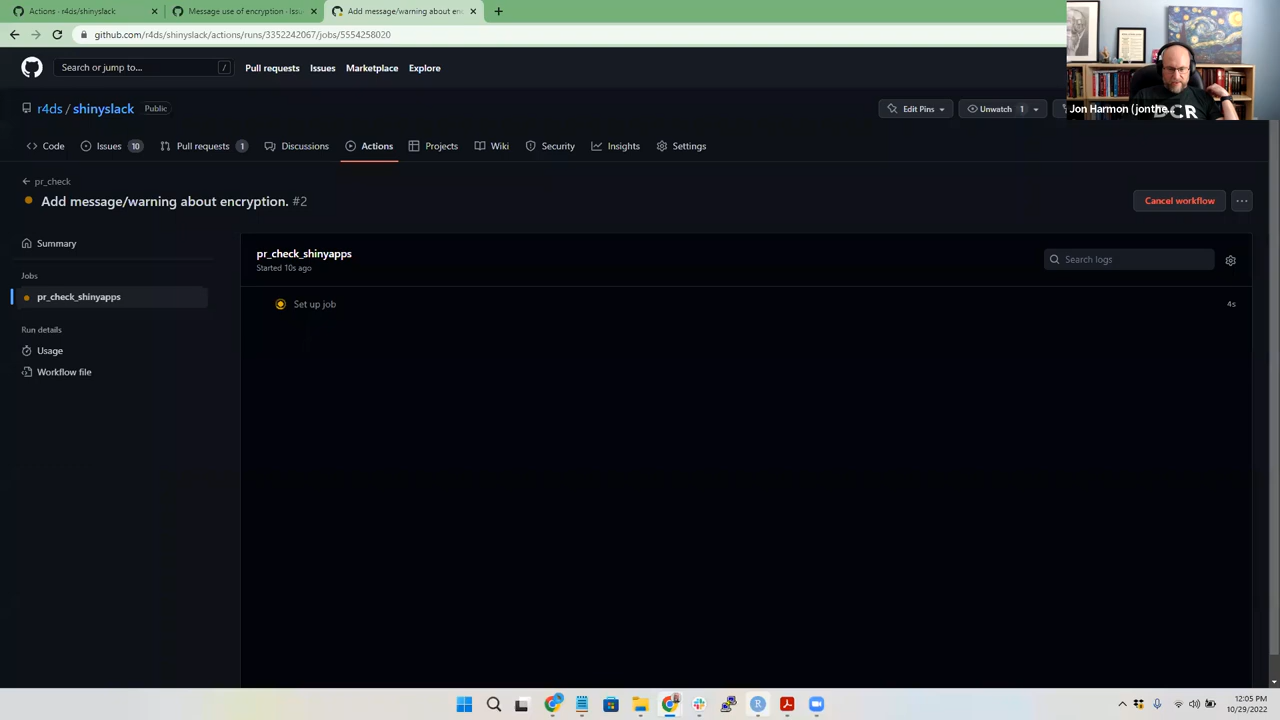 Actions · r4ds/shinyslack
Message use of encryption · Issu
Add message/warning about enc
github.com/r4ds/shinyslack/actions/runs/3352242067/jobs/5554258020
Search or jump to... /
Pull requests
Issues
Marketplace
Explore
r4ds / shinyslack Public
Edit Pins
Unwatch 1
Jon Harmon (jonthe...
DCR
Code
Issues 10
Pull requests 1
Discussions
Actions
Projects
Wiki
Security
Insights
Settings
pr_check
Add message/warning about encryption. #2
Cancel workflow
Summary
Jobs
pr_check_shinyapps
Run details
Usage
Workflow file
pr_check_shinyapps
Started 10s ago
Search logs
Set up job
4s
12:05 PM
10/29/2022